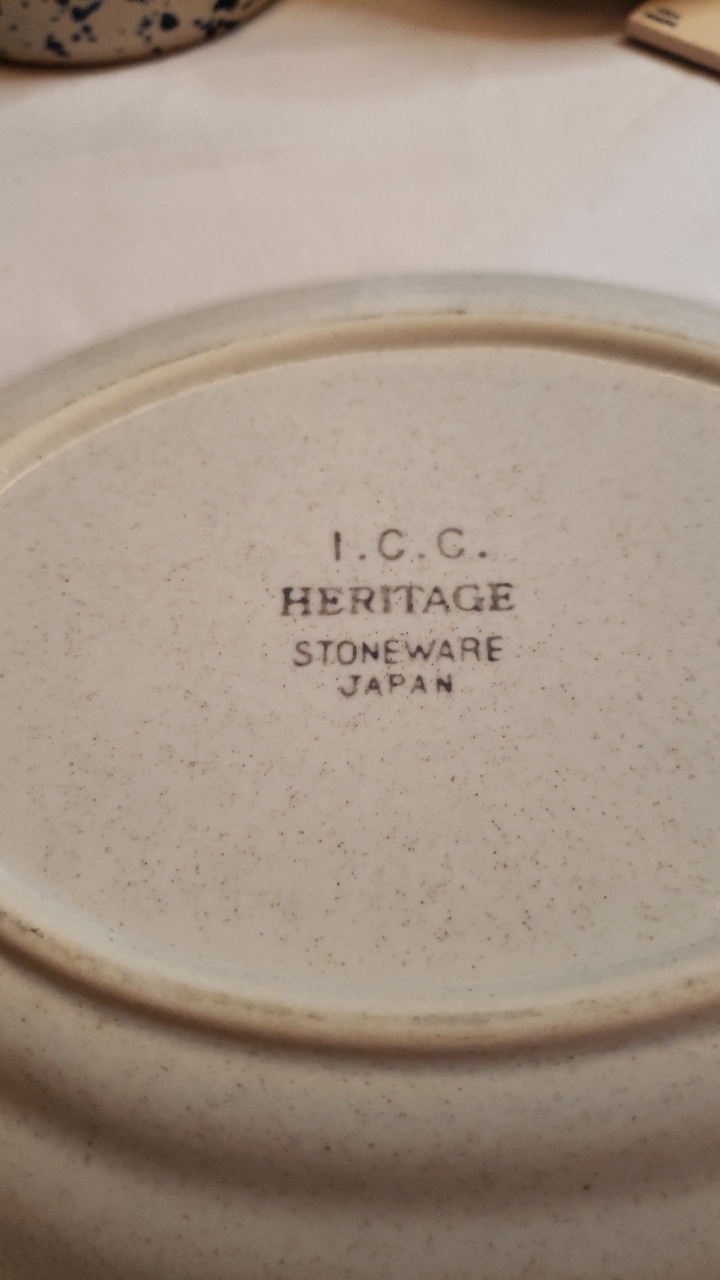 I.C.C.
HERITAGE
STONEWARE
JAPAN